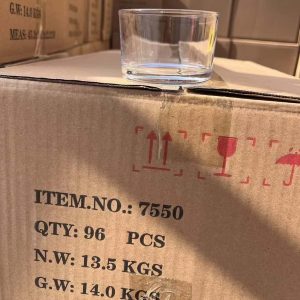 G.W: 14.0 KGS
ITEM.NO.: 7550
QTY: 96 PCS
N.W: 13.5 KGS
G.W: 14.0 KGS